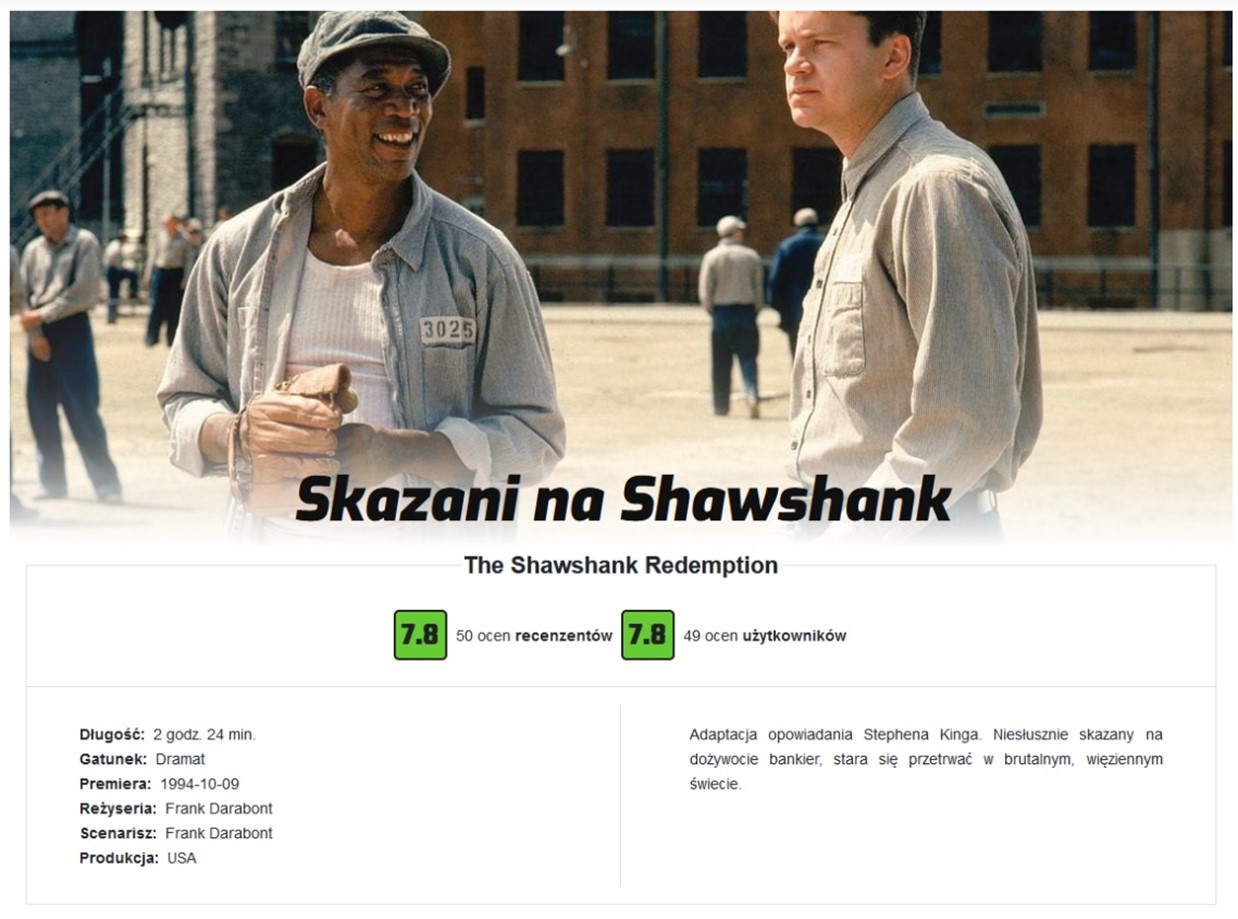 3025
Skazani na Shawshank
The Shawshank Redemption
7.8 50 ocen recenzentów 7.8 49 ocen użytkowników
Długość: 2 godz. 24 min.
Gatunek: Dramat
Premiera: 1994-10-09
Reżyseria: Frank Darabont
Scenarisz: Frank Darabont
Produkcja: USA
Adaptacja opowiadania Stephena Kinga. Niesłusznie skazany na
dożywocie bankier, stara się przetrwać w brutalnym, więziennym
świecie.